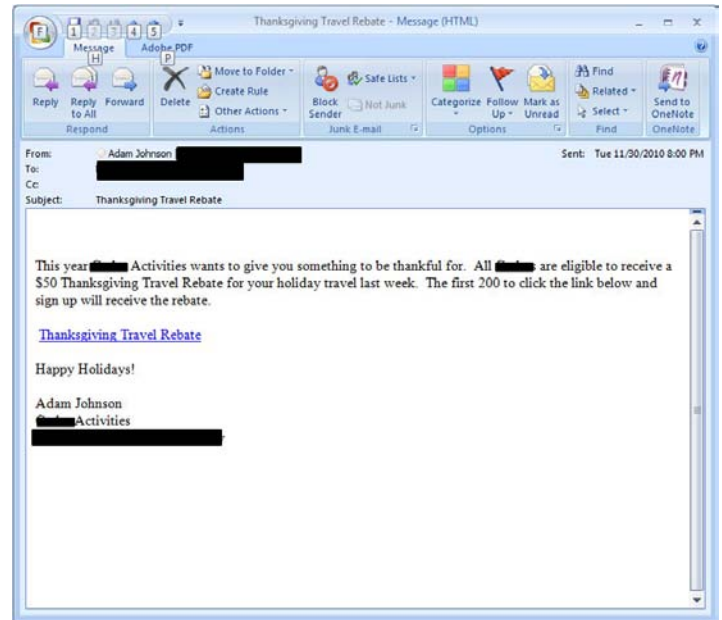 1 2 3 4 5
Thanksgiving Travel Rebate - Message (HTML)
F
Message Adobe PDF
H P
Reply Reply to All Forward
Delete
Move to Folder
Create Rule
Other Actions
Block Sender
Safe Lists
Not Junk
Categorize Follow Up Mark as Unread
Find
Related
Select
Send to OneNote
Respond Actions Junk E-mail Options Find OneNote
From: Adam Johnson Sent: Tue 11/30/2010 8:00 PM
To:
Cc:
Subject: Thanksgiving Travel Rebate
This year Activities wants to give you something to be thankful for. All s are eligible to receive a
$50 Thanksgiving Travel Rebate for your holiday travel last week. The first 200 to click the link below and
sign up will receive the rebate.
Thanksgiving Travel Rebate
Happy Holidays!
Adam Johnson
Activities